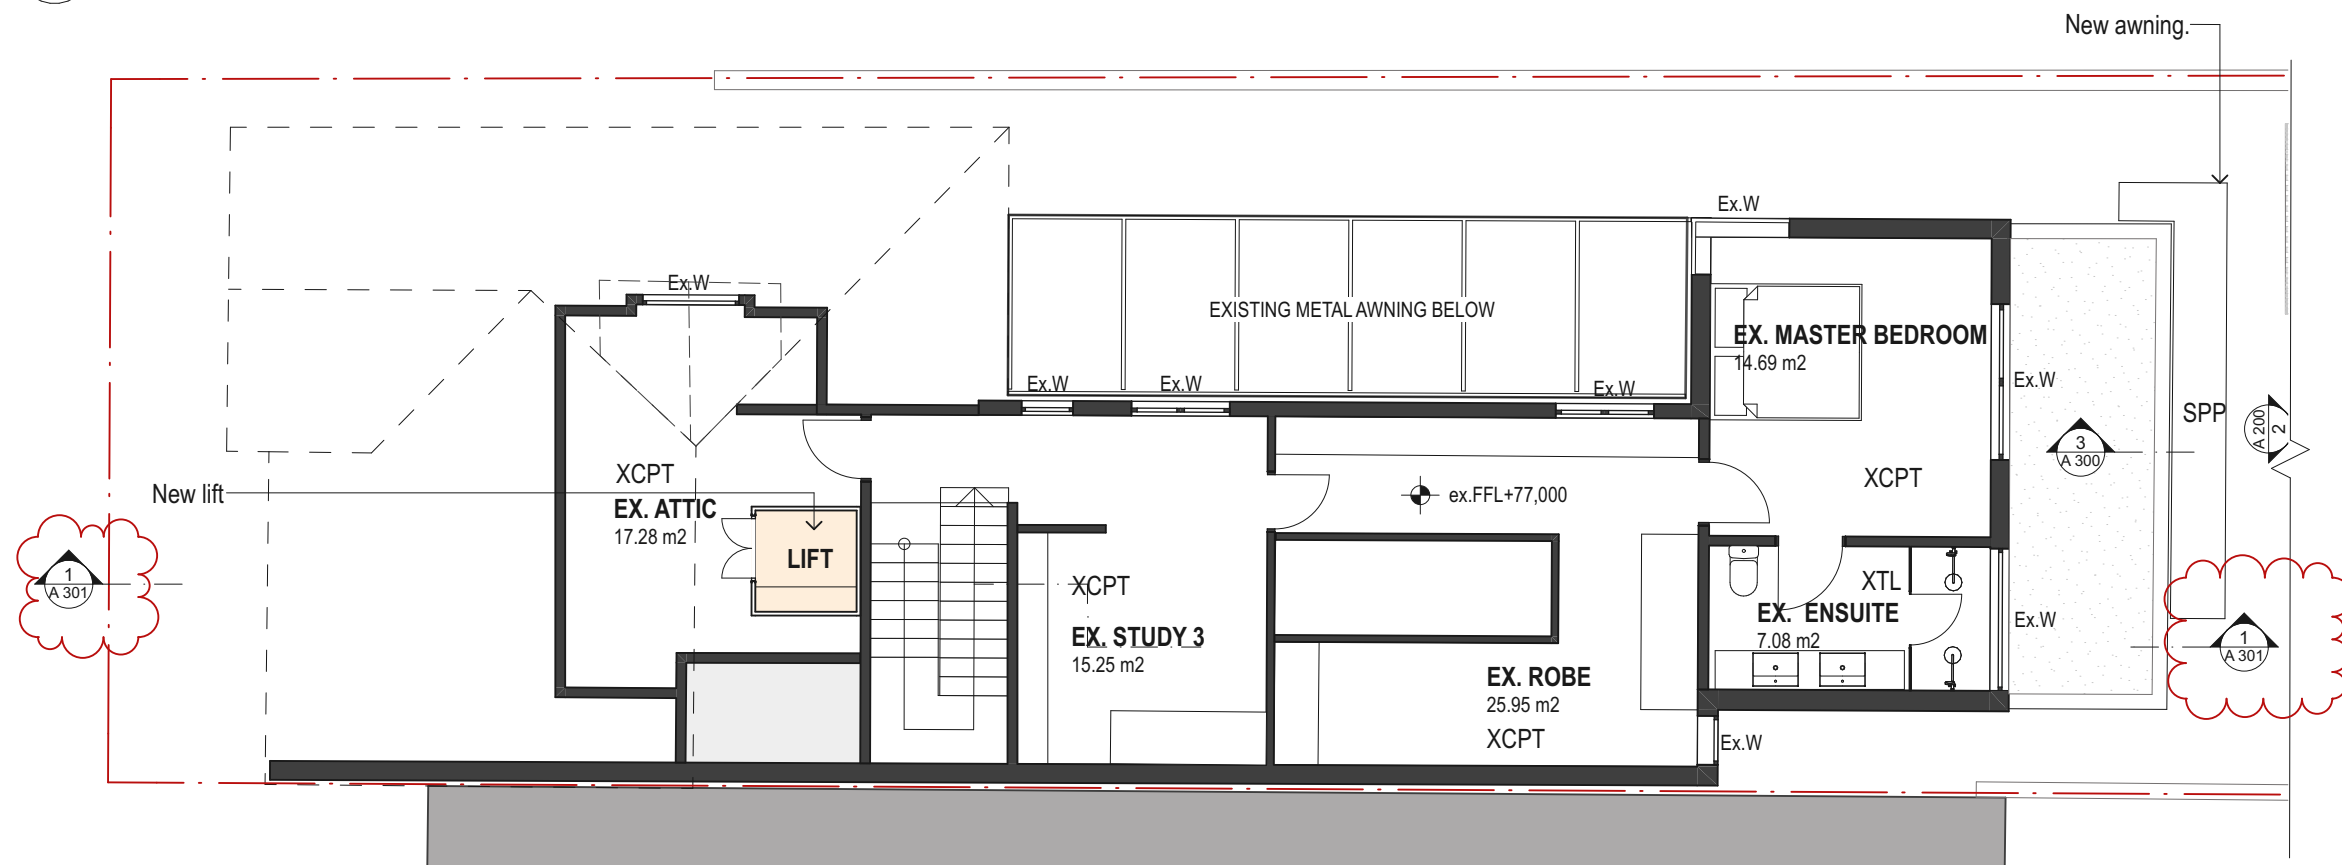 New awning.
Ex.W
Ex.W
EXISTING METAL AWNING BELOW
EX. MASTER BEDROOM
14.69 m2
Ex.W
Ex.W
Ex.W
Ex.W
SPP
A 200
2
3
A 300
XCPT
XCPT
New lift
EX. ATTIC
17.28 m2
ex.FFL+77,000
LIFT
1
A 301
XCPT
XTL
EX. ENSUITE
7.08 m2
Ex.W
EX. STUDY 3
15.25 m2
1
A 301
EX. ROBE
25.95 m2
XCPT
Ex.W